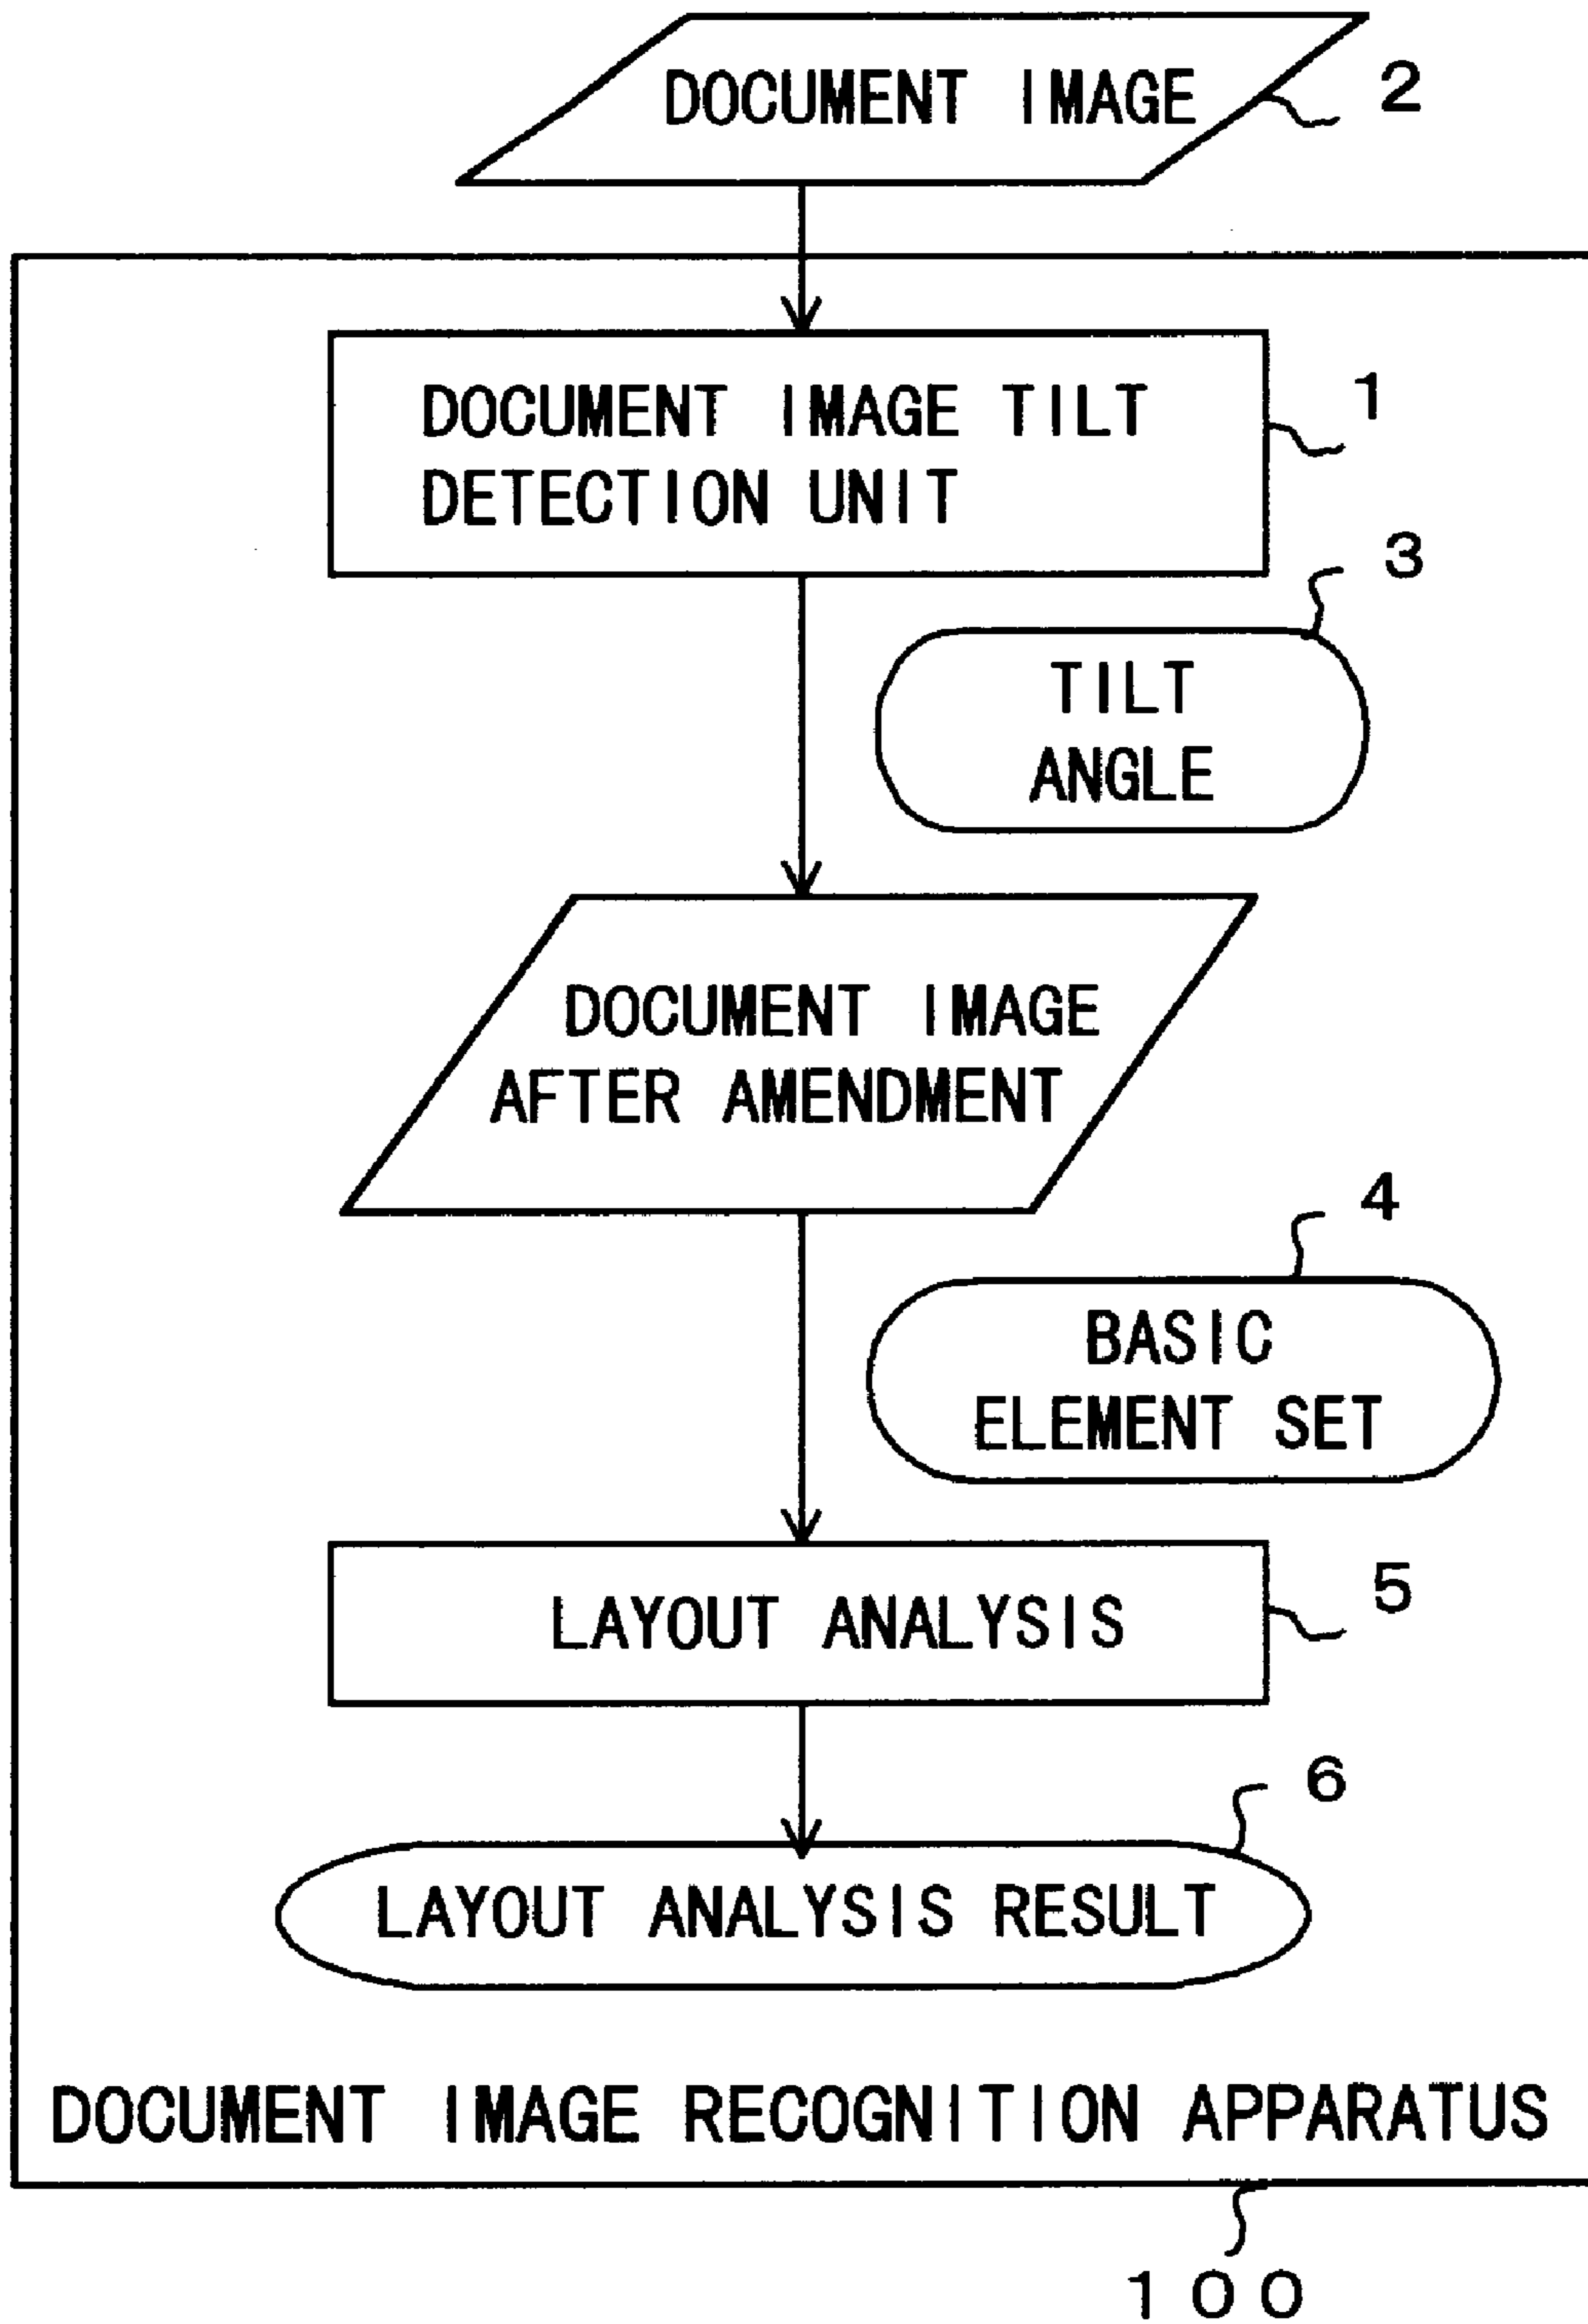 DOCUMENT IMAGE
2
DOCUMENT IMAGE TILT
DETECTION UNIT
1
3
TILT
ANGLE
DOCUMENT IMAGE
AFTER AMENDMENT
4
BASIC
ELEMENT SET
LAYOUT ANALYSIS
5
6
LAYOUT ANALYSIS RESULT
DOCUMENT IMAGE RECOGNITION APPARATUS
100